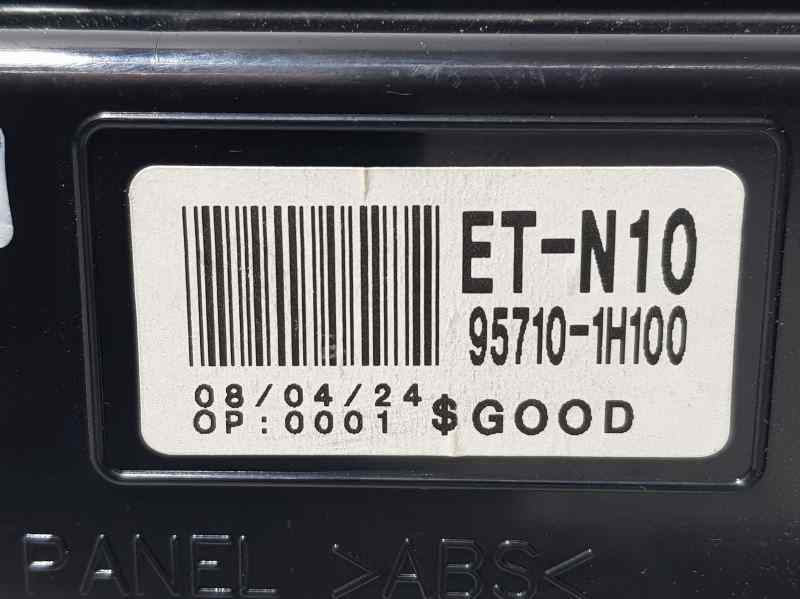 ET-N10
95710-1H100
08/04/24
OP:0001 $GOOD
PANEL >ABS<